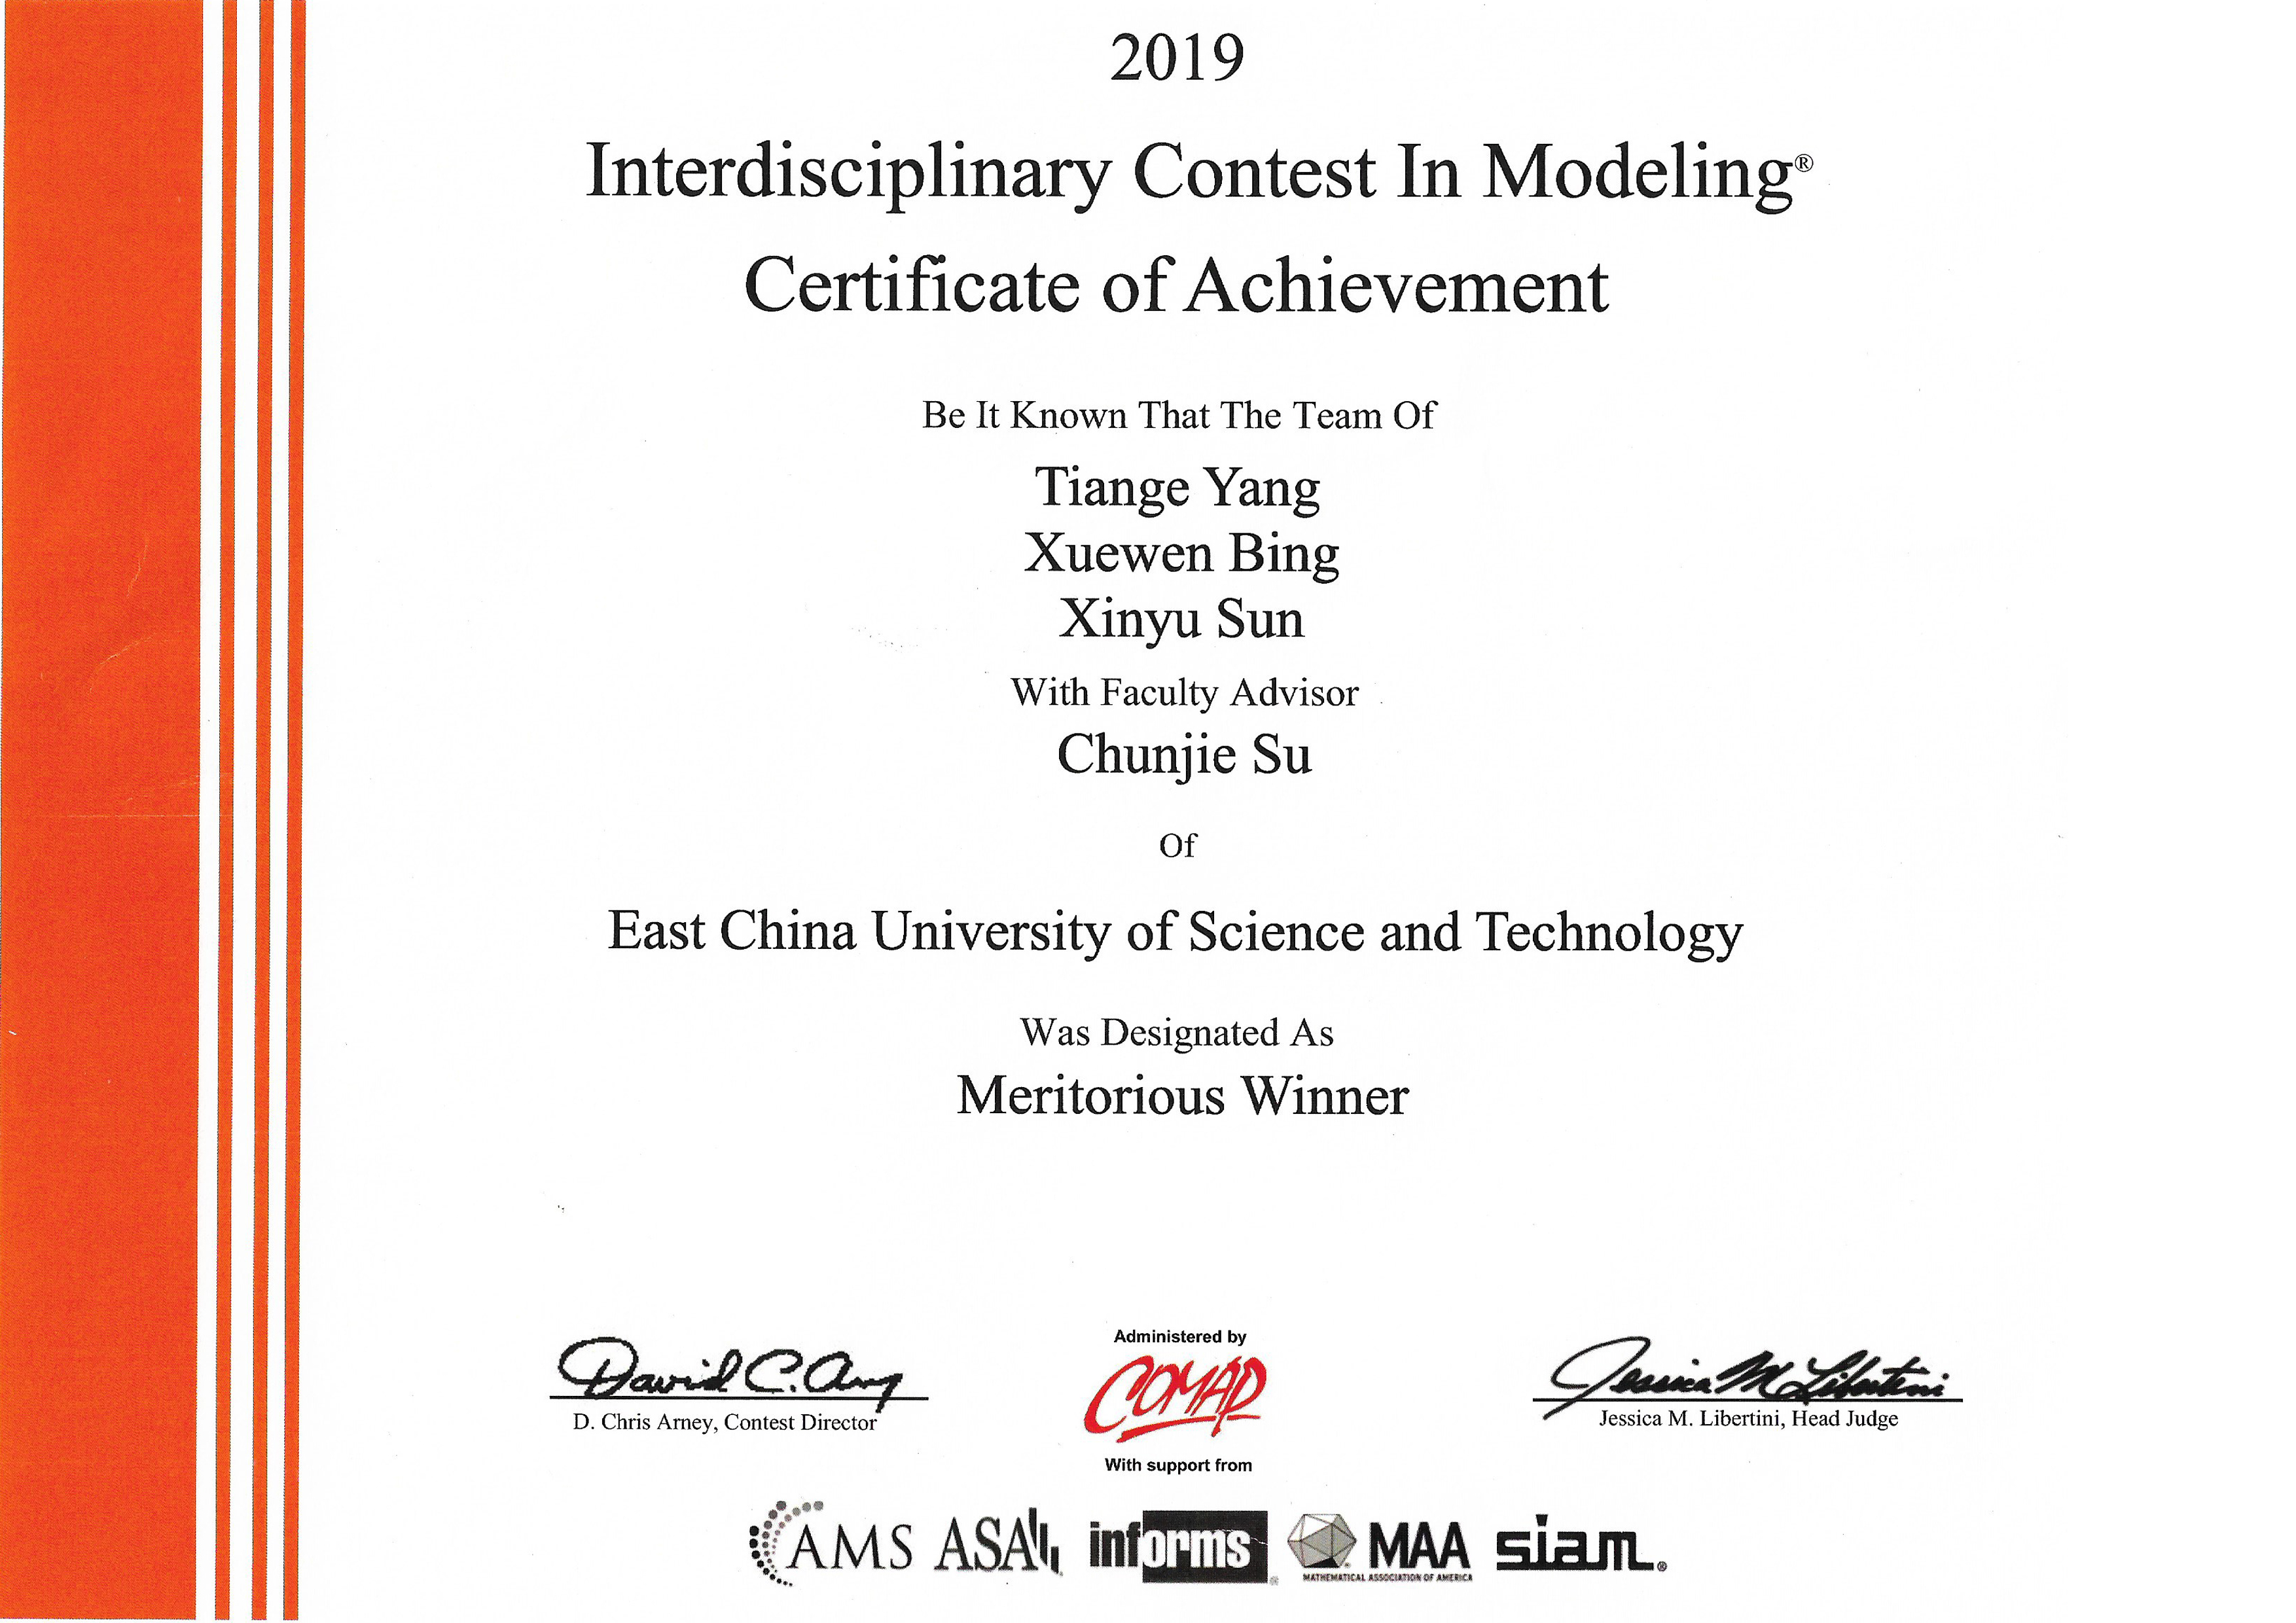 2019
Interdisciplinary Contest In Modeling®
Certificate of Achievement
Be It Known That The Team Of
Tiange Yang
Xuewen Bing
Xinyu Sun
With Faculty Advisor
Chunjie Su
Of
East China University of Science and Technology
Was Designated As
Meritorious Winner
David C. Arney
D. Chris Arney, Contest Director
Administered by
COMAP
With support from
Jessica M Libertini
Jessica M. Libertini, Head Judge
AMS ASA informs® MAA siam®
MATHEMATICAL ASSOCIATION OF AMERICA